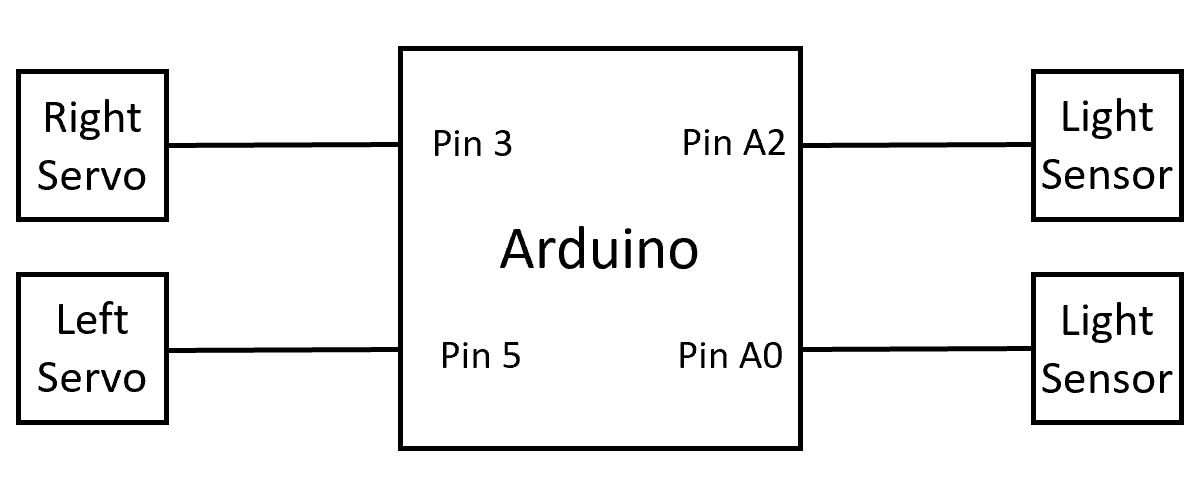 Right
Servo
Pin 3
Pin A2
Light
Sensor
Arduino
Left
Servo
Pin 5
Pin A0
Light
Sensor